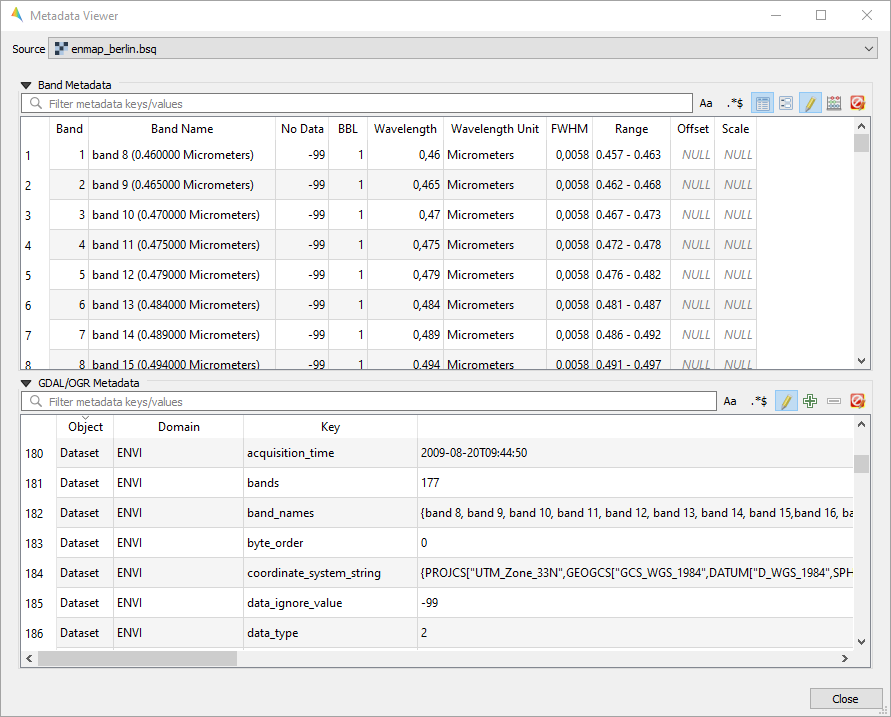 Metadata Viewer
Source enmap_berlin.bsq
Band Metadata
Filter metadata keys/values Aa .*$
Band Band Name No Data BBL Wavelength Wavelength Unit FWHM Range Offset Scale
1 1 band 8 (0.460000 Micrometers) -99 1 0,46 Micrometers 0,0058 0.457 - 0.463 NULL NULL
2 2 band 9 (0.465000 Micrometers) -99 1 0,465 Micrometers 0,0058 0.462 - 0.468 NULL NULL
3 3 band 10 (0.470000 Micrometers) -99 1 0,47 Micrometers 0,0058 0.467 - 0.473 NULL NULL
4 4 band 11 (0.475000 Micrometers) -99 1 0,475 Micrometers 0,0058 0.472 - 0.478 NULL NULL
5 5 band 12 (0.479000 Micrometers) -99 1 0,479 Micrometers 0,0058 0.476 - 0.482 NULL NULL
6 6 band 13 (0.484000 Micrometers) -99 1 0,484 Micrometers 0,0058 0.481 - 0.487 NULL NULL
7 7 band 14 (0.489000 Micrometers) -99 1 0,489 Micrometers 0,0058 0.486 - 0.492 NULL NULL
8 8 band 15 (0.494000 Micrometers) -99 1 0.494 Micrometers 0,0058 0.491 - 0.497 NULL NULL
GDAL/OGR Metadata
Filter metadata keys/values Aa .*$
Object Domain Key
180 Dataset ENVI acquisition_time 2009-08-20T09:44:50
181 Dataset ENVI bands 177
182 Dataset ENVI band_names {band 8, band 9, band 10, band 11, band 12, band 13, band 14, band 15,band 16, ba
183 Dataset ENVI byte_order 0
184 Dataset ENVI coordinate_system_string {PROJCS["UTM_Zone_33N",GEOGCS["GCS_WGS_1984",DATUM["D_WGS_1984",SPH
185 Dataset ENVI data_ignore_value -99
186 Dataset ENVI data_type 2
Close